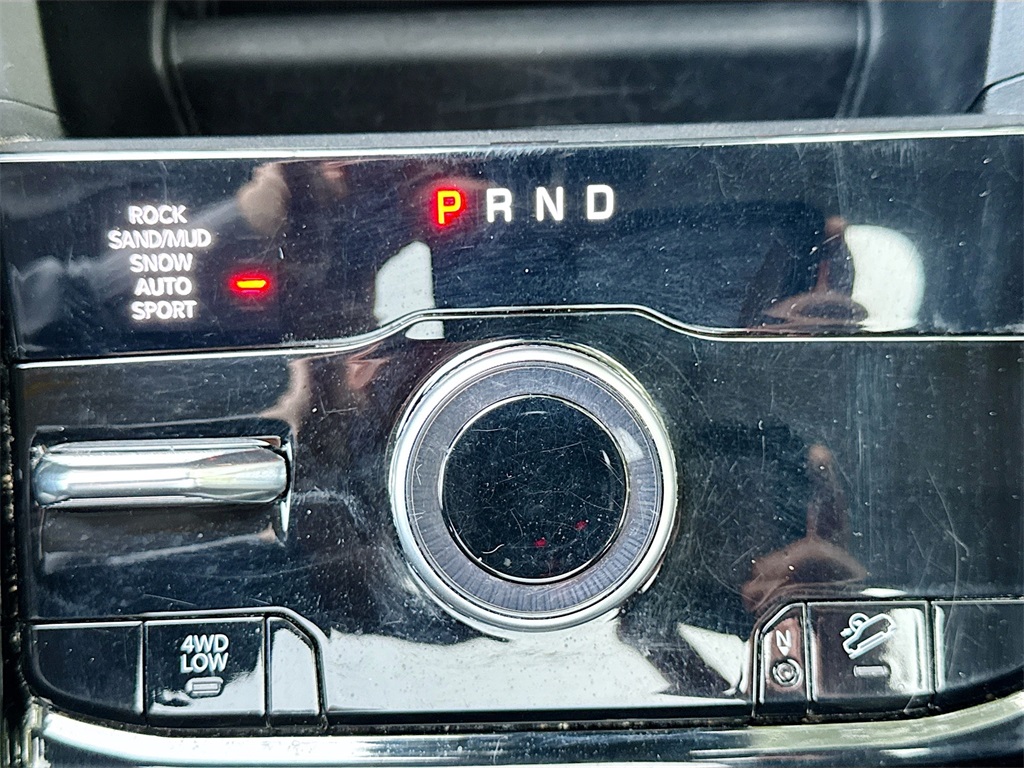 P R N D
ROCK
SAND/MUD
SNOW
AUTO
SPORT
4WD
LOW
N